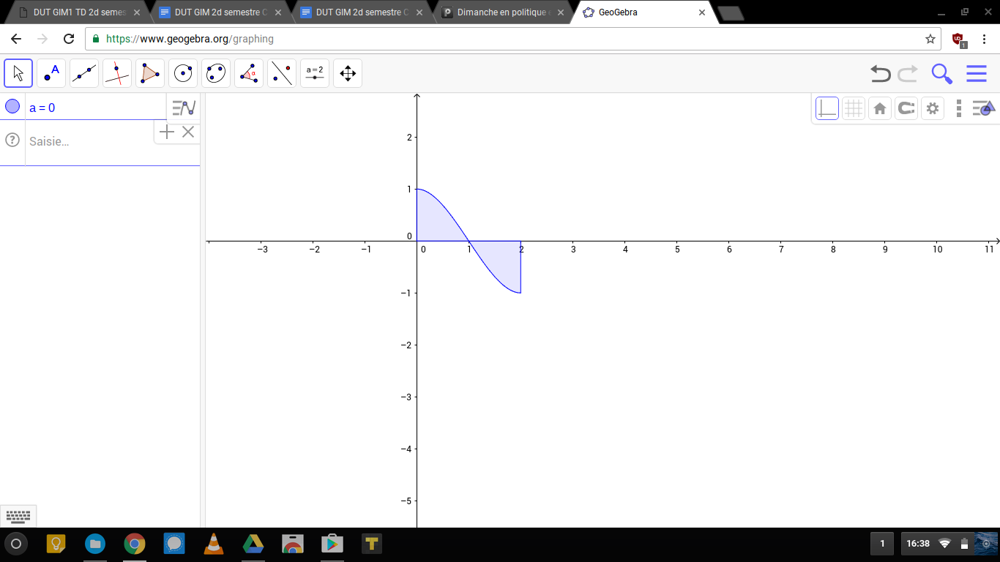 DUT GIM1 TD 2d semes
DUT GIM 2d semestre C
DUT GIM 2d semestre C
Dimanche en politique
GeoGebra
https://www.geogebra.org/graphing
1
A
α
a=2
a = 0
Saisie...
2
1
0
−3 −2 −1 0 1 2 3 4 5 6 7 8 9 10 11
−1
−2
−3
−4
−5
1
16:38